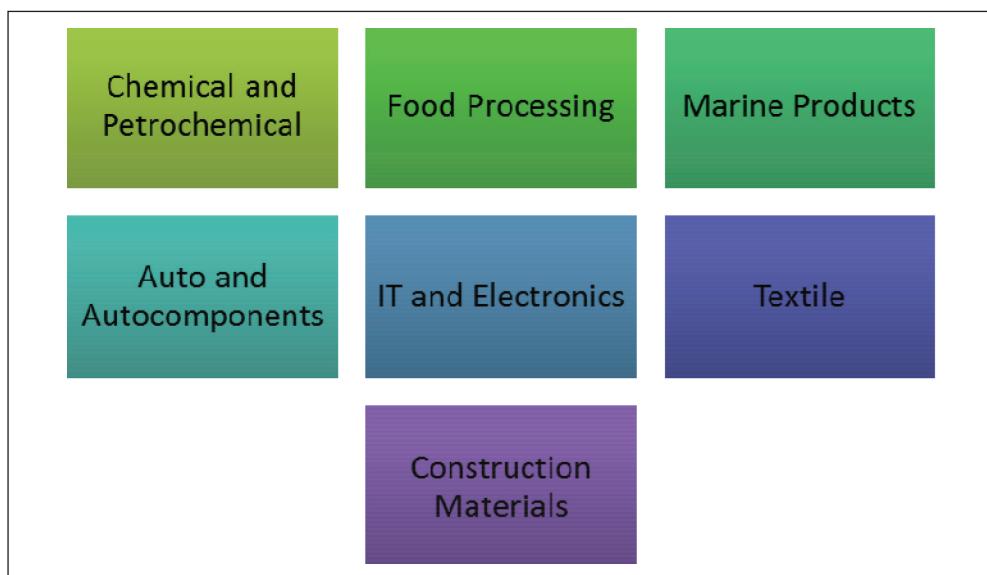 Chemical and
Petrochemical
Food Processing
Marine Products
Auto and
Autocomponents
IT and Electronics
Textile
Construction
Materials